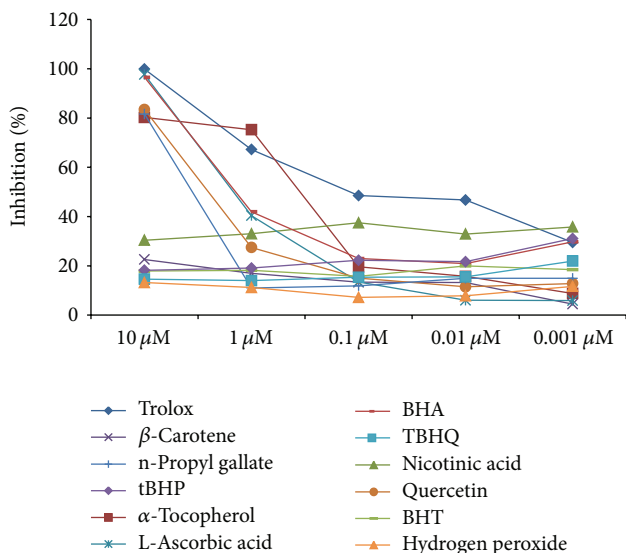 120
100
80
60
40
20
0
Inhibition (%)
10 μM 1 μM 0.1 μM 0.01 μM 0.001 μM
Trolox
β-Carotene
n-Propyl gallate
tBHP
α-Tocopherol
L-Ascorbic acid
BHA
TBHQ
Nicotinic acid
Quercetin
BHT
Hydrogen peroxide